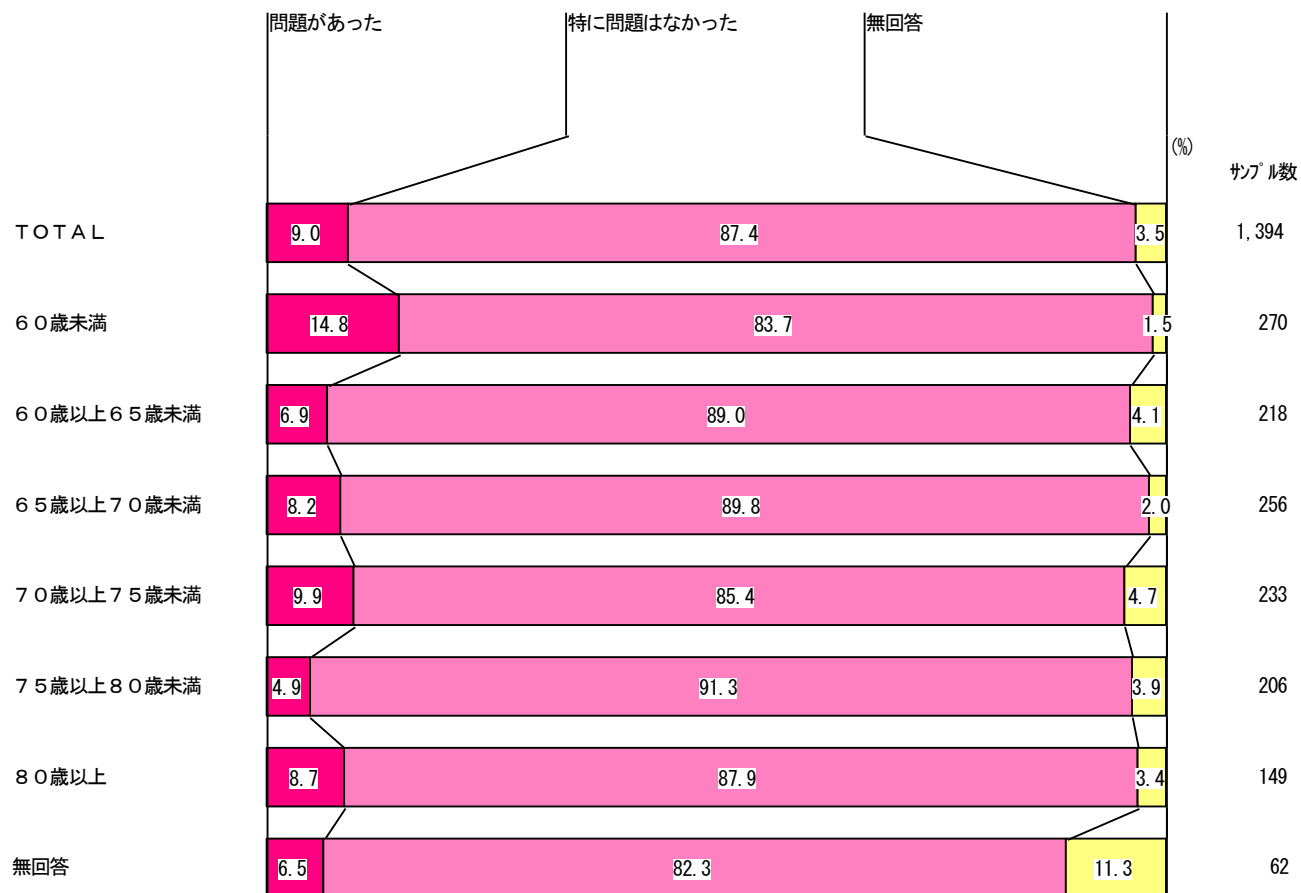 問題があった 特に問題はなかった 無回答
(%)
ｻﾝﾌﾟﾙ数
ＴＯＴＡＬ 9.0 87.4 3.5 1,394
６０歳未満 14.8 83.7 1.5 270
６０歳以上６５歳未満 6.9 89.0 4.1 218
６５歳以上７０歳未満 8.2 89.8 2.0 256
７０歳以上７５歳未満 9.9 85.4 4.7 233
７５歳以上８０歳未満 4.9 91.3 3.9 206
８０歳以上 8.7 87.9 3.4 149
無回答 6.5 82.3 11.3 62